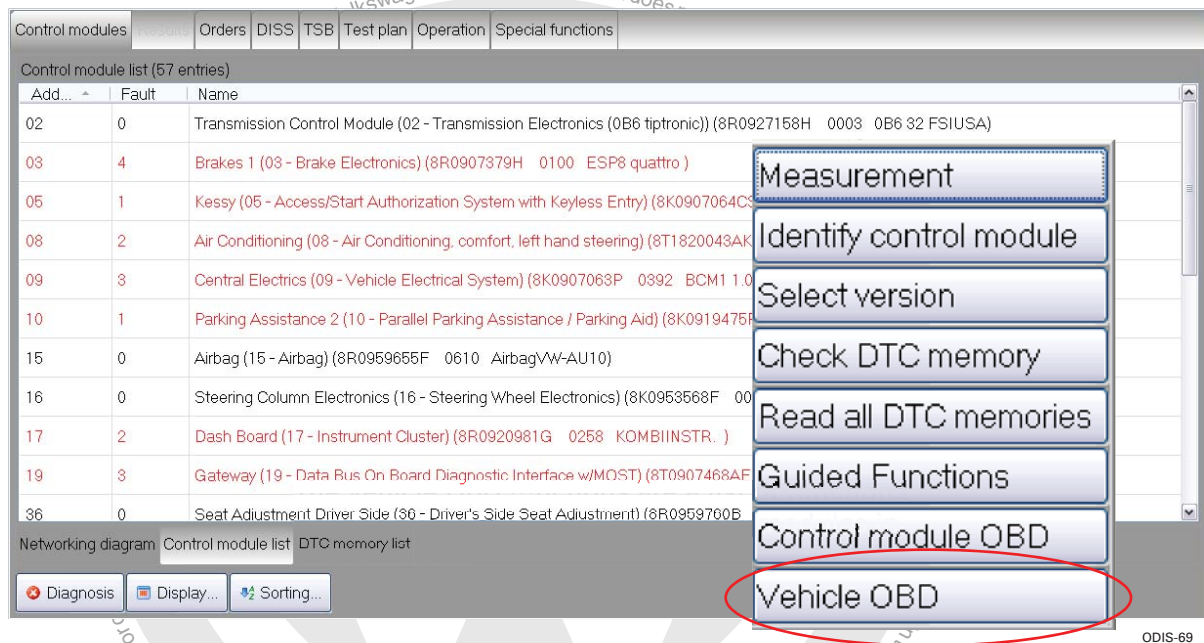 Control modules Results Orders DISS TSB Test plan Operation Special functions
Control module list (57 entries)
Add... Fault Name
02 0 Transmission Control Module (02 - Transmission Electronics (0B6 tiptronic)) (8R0927158H 0003 0B6 32 FSIUSA)
03 4 Brakes 1 (03 - Brake Electronics) (8R0907379H 0100 ESP8 quattro )
05 1 Kessy (05 - Access/Start Authorization System with Keyless Entry) (8K0907064CS
08 2 Air Conditioning (08 - Air Conditioning, comfort, left hand steering) (8T1820043AK
09 3 Central Electrics (09 - Vehicle Electrical System) (8K0907063P 0392 BCM1 1.0
10 1 Parking Assistance 2 (10 - Parallel Parking Assistance / Parking Aid) (8K0919475
15 0 Airbag (15 - Airbag) (8R0959655F 0610 AirbagVW-AU10)
16 0 Steering Column Electronics (16 - Steering Wheel Electronics) (8K0953568F 00
17 2 Dash Board (17 - Instrument Cluster) (8R0920981G 0258 KOMBIINSTR. )
19 3 Gateway (19 - Data Bus On Board Diagnostic Interface w/MOST) (8T0907468AF
36 0 Seat Adjustment Driver Side (36 - Driver's Side Seat Adjustment) (8R0959760B
Measurement
Identify control module
Select version
Check DTC memory
Read all DTC memories
Guided Functions
Control module OBD
Vehicle OBD
Networking diagram Control module list DTC memory list
Diagnosis Display... Sorting...
ODIS-69